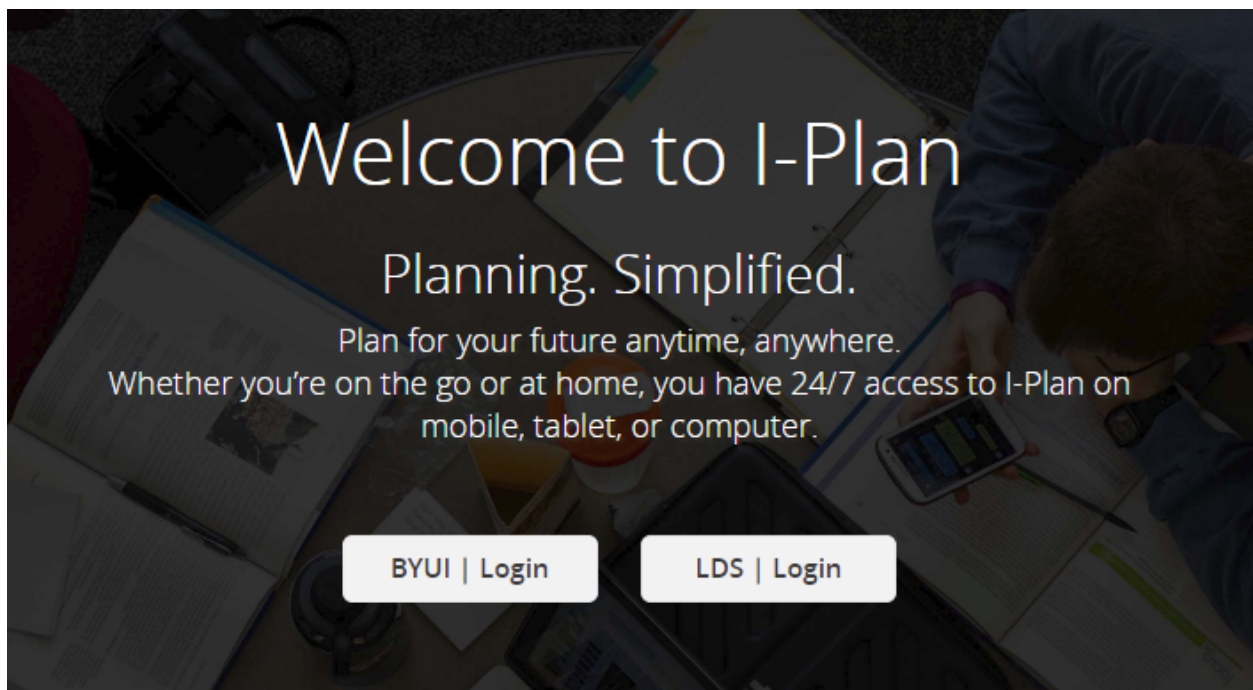 Welcome to I-Plan
Planning. Simplified.
Plan for your future anytime, anywhere.
Whether you’re on the go or at home, you have 24/7 access to I-Plan on
mobile, tablet, or computer.
BYUI | Login
LDS | Login